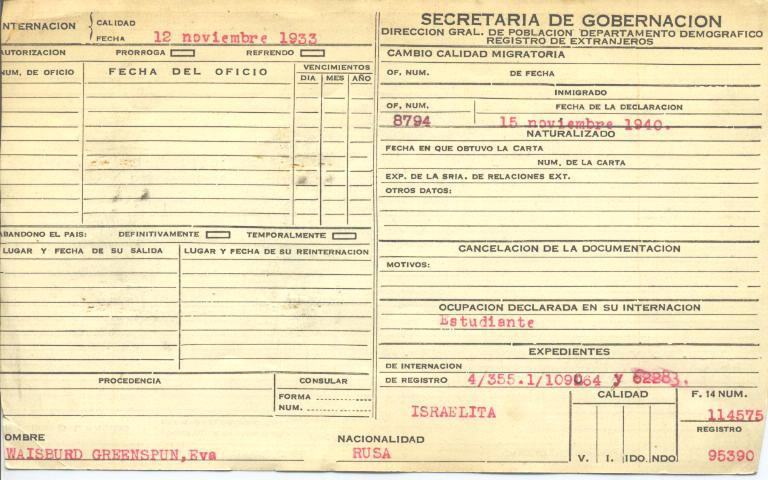 NTERNACION { CALIDAD
FECHA 12 noviembre 1933
AUTORIZACION PRORROGA REFRENDO
NUM. DE OFICIO FECHA DEL OFICIO VENCIMIENTOS
DIA MES AÑO
ABANDONO EL PAIS: DEFINITIVAMENTE TEMPORALMENTE
LUGAR Y FECHA DE SU SALIDA LUGAR Y FECHA DE SU REINTERNACION
PROCEDENCIA CONSULAR
FORMA
NUM.
OMBRE
WAISBURD GREENSPUN,Eva
SECRETARIA DE GOBERNACION
DIRECCION GRAL. DE POBLACION DEPARTAMENTO DEMOGRAFICO
REGISTRO DE EXTRANJEROS
CAMBIO CALIDAD MIGRATORIA
OF. NUM. DE FECHA
INMIGRADO
OF, NUM. FECHA DE LA DECLARACION
8794 15 noviembre 1940.
NATURALIZADO
FECHA EN QUE OBTUVO LA CARTA
NUM. DE LA CARTA
EXP. DE LA SRIA. DE RELACIONES EXT.
OTROS DATOS:
CANCELACION DE LA DOCUMENTACION
MOTIVOS:
OCUPACION DECLARADA EN SU INTERNACION
Estudiante
EXPEDIENTES
DE INTERNACION
DE REGISTRO 4/355.1/109064 y 62283.
ISRAELITA
CALIDAD F. 14 NUM.
114575
REGISTRO
V. I. IDO. NDO 95390
NACIONALIDAD
RUSA